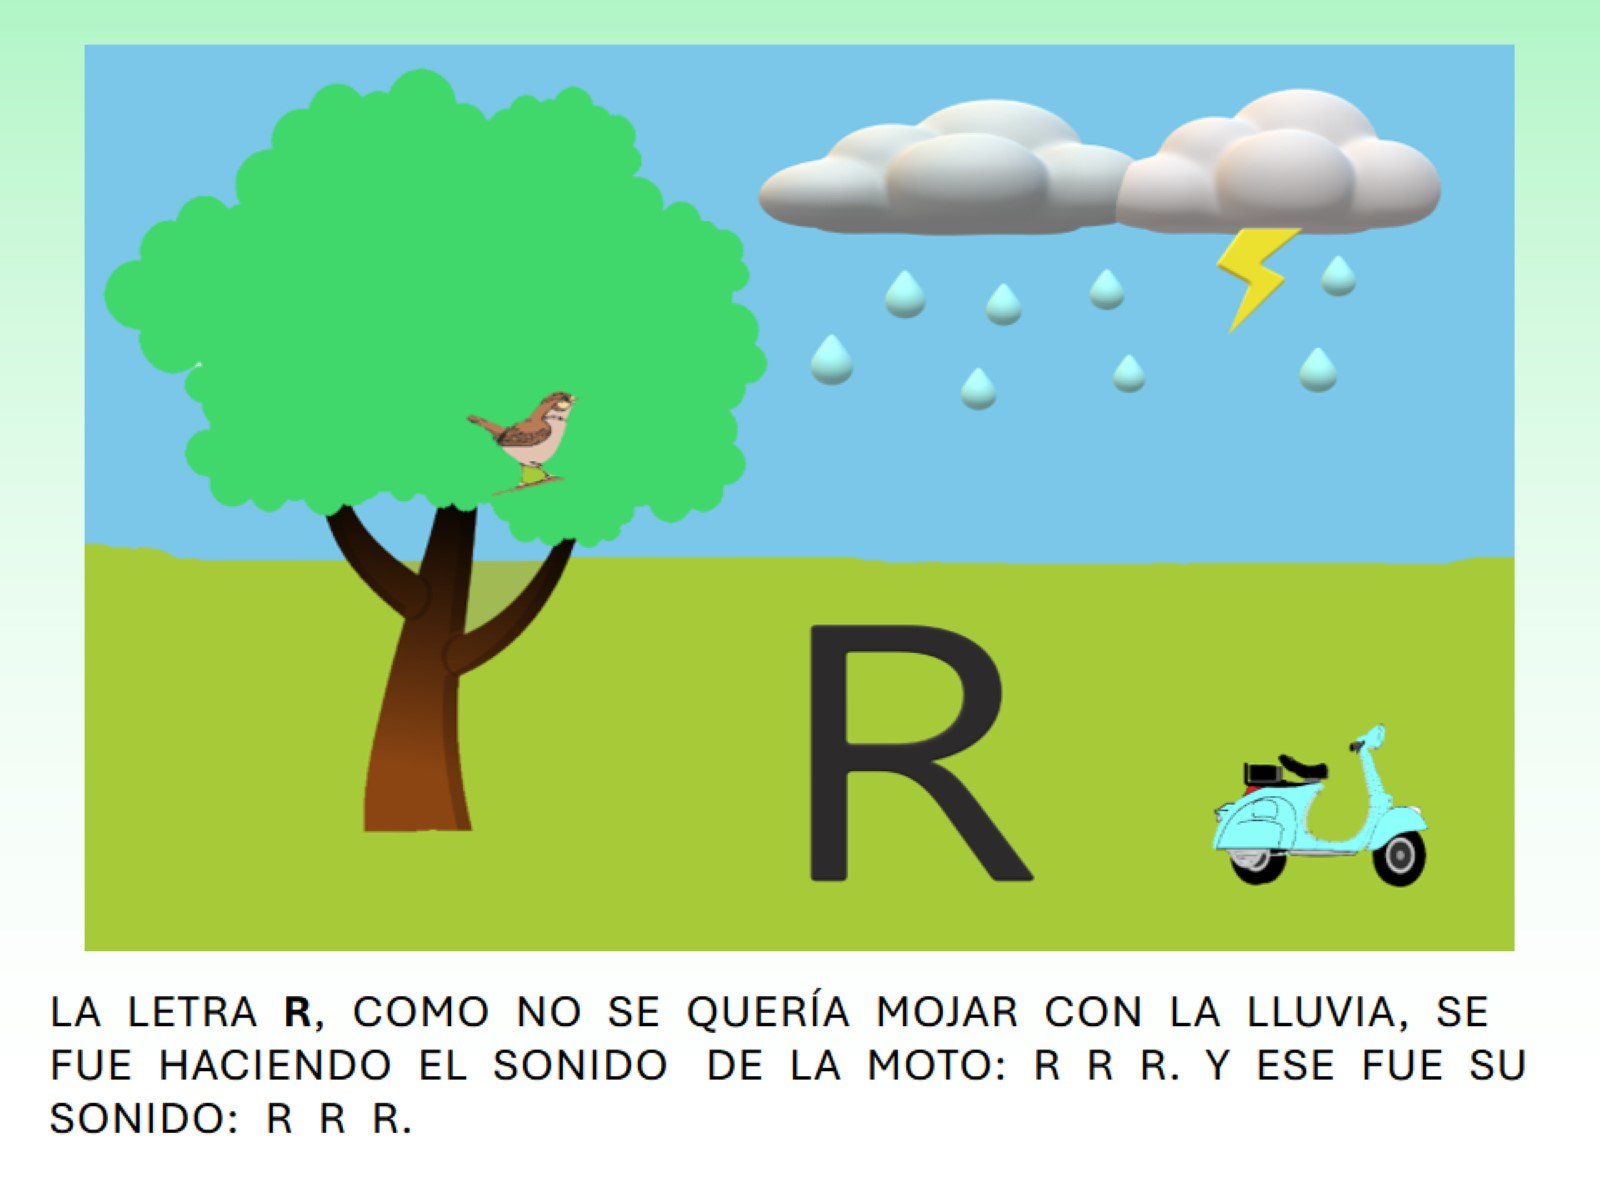 R
LA LETRA R, COMO NO SE QUERÍA MOJAR CON LA LLUVIA, SE
FUE HACIENDO EL SONIDO DE LA MOTO: R R R. Y ESE FUE SU
SONIDO: R R R.